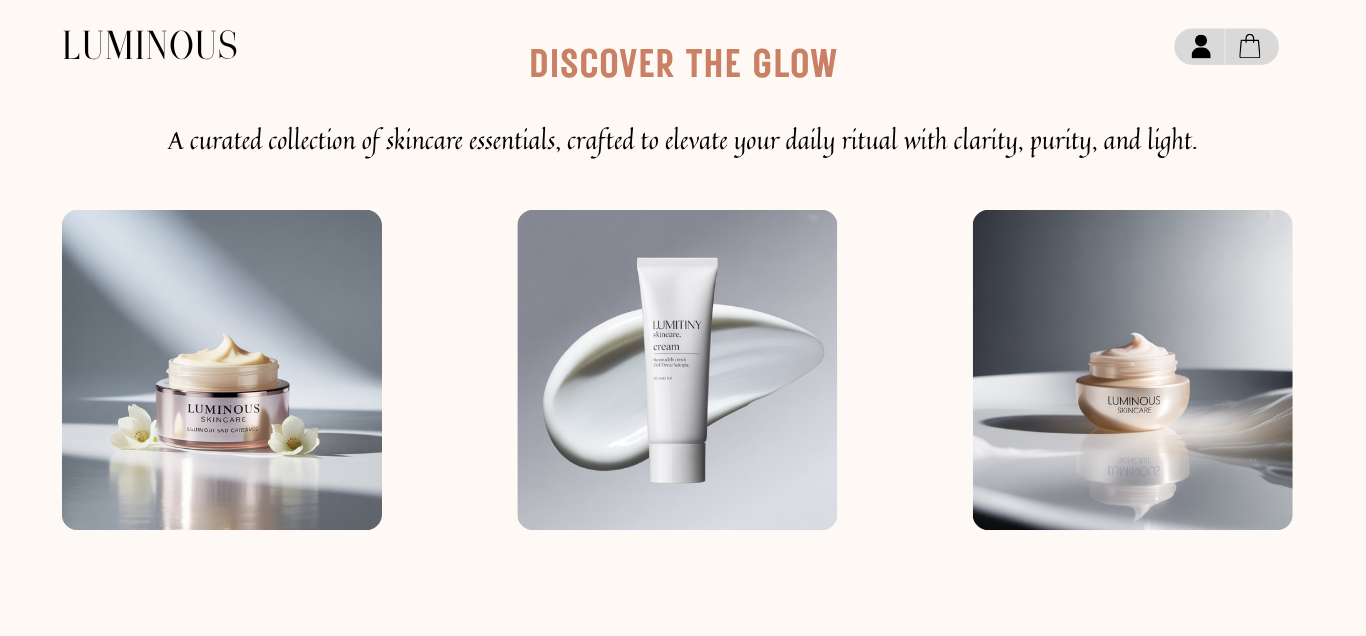 LUMINOUS
DISCOVER THE GLOW
A curated collection of skincare essentials, crafted to elevate your daily ritual with clarity, purity, and light.
LUMINOUS
SKINCARE
LUMITINY
skincare.
cream
LUMINOUS
SKINCARE